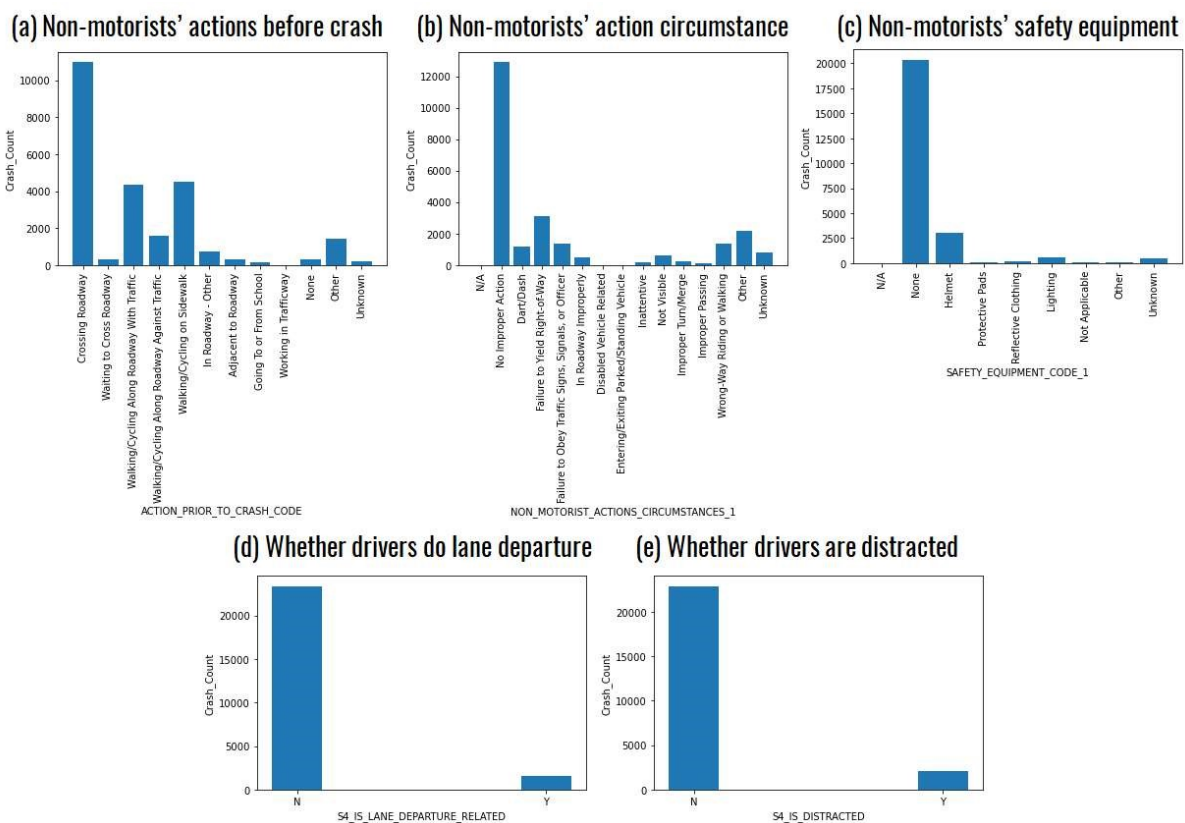 (a) Non-motorists’ actions before crash
Crash_Count
10000
8000
6000
4000
2000
0
Crossing Roadway
Waiting to Cross Roadway
Walking/Cycling Along Roadway With Traffic
Walking/Cycling Along Roadway Against Traffic
Walking/Cycling on Sidewalk
In Roadway - Other
Adjacent to Roadway
Going To or From School
Working in Trafficway
None
Other
Unknown
ACTION_PRIOR_TO_CRASH_CODE
(b) Non-motorists’ action circumstance
Crash_Count
12000
10000
8000
6000
4000
2000
0
N/A
No Improper Action
Dart/Dash
Failure to Yield Right-of-Way
Failure to Obey Traffic Signs, Signals, or Officer
In Roadway Improperly
Disabled Vehicle Related
Entering/Exiting Parked/Standing Vehicle
Inattentive
Not Visible
Improper Turn/Merge
Improper Passing
Wrong-Way Riding or Walking
Other
Unknown
NON_MOTORIST_ACTIONS_CIRCUMSTANCES_1
(c) Non-motorists’ safety equipment
Crash_Count
20000
17500
15000
12500
10000
7500
5000
2500
0
N/A
None
Helmet
Protective Pads
Reflective Clothing
Lighting
Not Applicable
Other
Unknown
SAFETY_EQUIPMENT_CODE_1
(d) Whether drivers do lane departure
Crash_Count
20000
15000
10000
5000
0
N
Y
S4_IS_LANE_DEPARTURE_RELATED
(e) Whether drivers are distracted
Crash_Count
20000
15000
10000
5000
0
N
Y
S4_IS_DISTRACTED